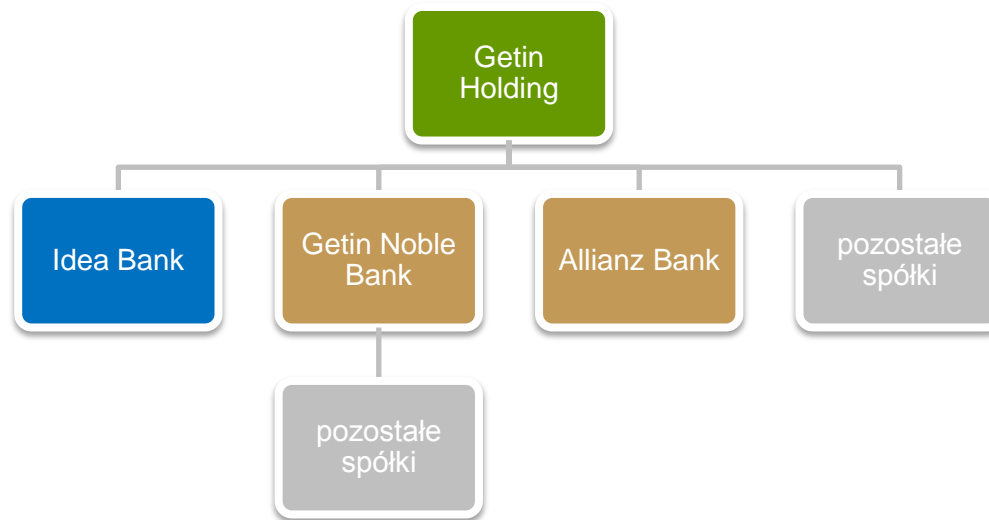 Getin
Holding
Idea Bank
Getin Noble
Bank
Allianz Bank
pozostałe
spółki
pozostałe
spółki